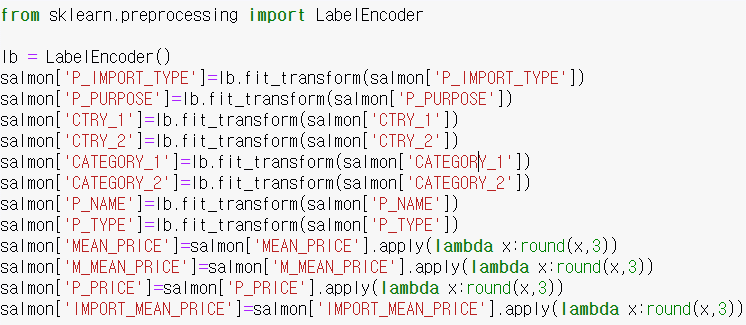 from sklearn.preprocessing import LabelEncoder
lb = LabelEncoder()
salmon['P_IMPORT_TYPE']=lb.fit_transform(salmon['P_IMPORT_TYPE'])
salmon['P_PURPOSE']=lb.fit_transform(salmon['P_PURPOSE'])
salmon['CTRY_1']=lb.fit_transform(salmon['CTRY_1'])
salmon['CTRY_2']=lb.fit_transform(salmon['CTRY_2'])
salmon['CATEGORY_1']=lb.fit_transform(salmon['CATEGORY_1'])
salmon['CATEGORY_2']=lb.fit_transform(salmon['CATEGORY_2'])
salmon['P_NAME']=lb.fit_transform(salmon['P_NAME'])
salmon['P_TYPE']=lb.fit_transform(salmon['P_TYPE'])
salmon['MEAN_PRICE']=salmon['MEAN_PRICE'].apply(lambda x:round(x,3))
salmon['M_MEAN_PRICE']=salmon['M_MEAN_PRICE'].apply(lambda x:round(x,3))
salmon['P_PRICE']=salmon['P_PRICE'].apply(lambda x:round(x,3))
salmon['IMPORT_MEAN_PRICE']=salmon['IMPORT_MEAN_PRICE'].apply(lambda x:round(x,3))